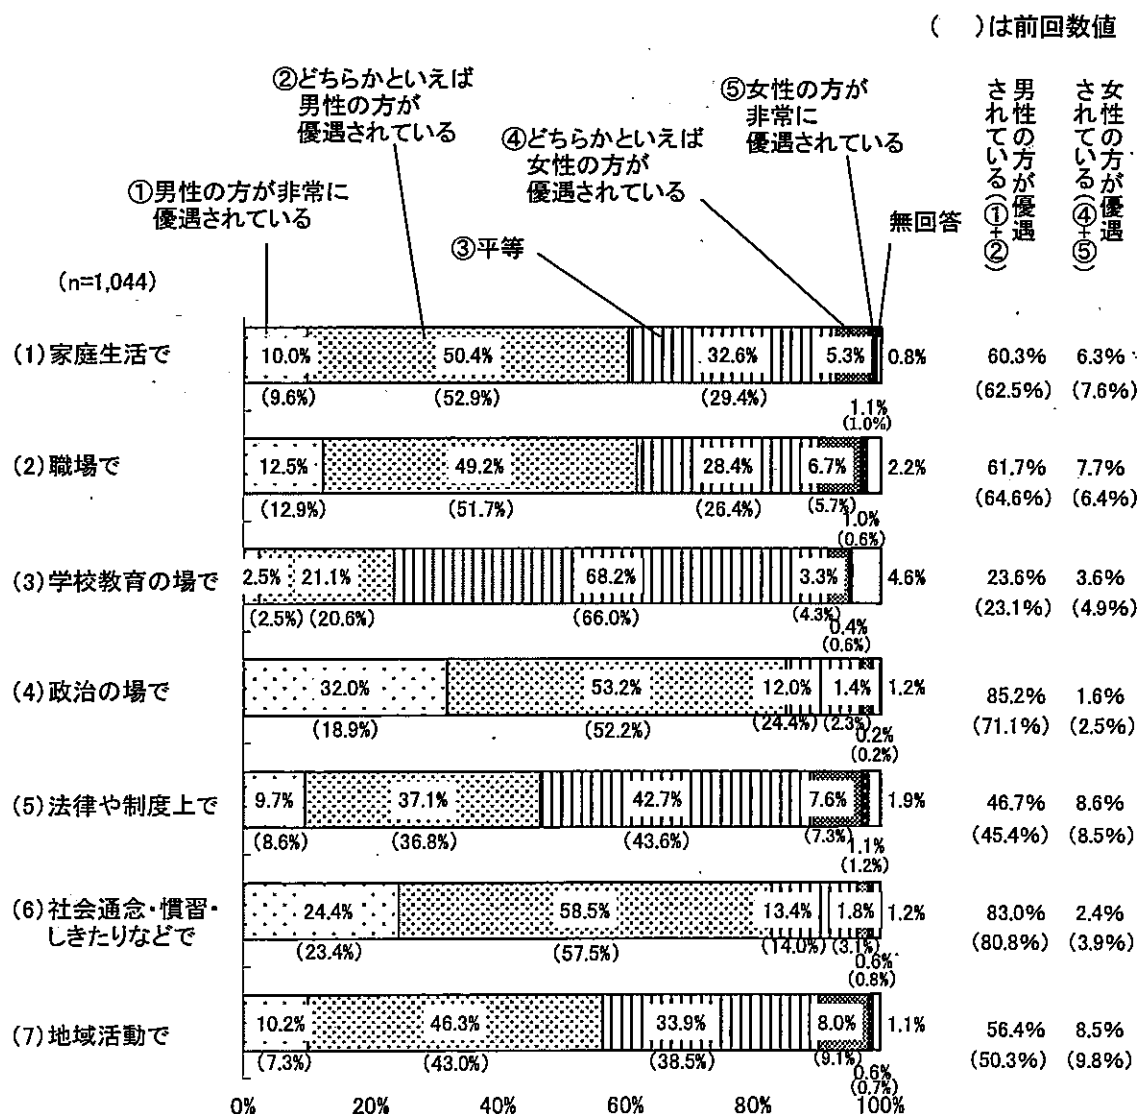 ( )は前回数値
②どちらかといえば
男性の方が
優遇されている
⑤女性の方が
非常に
優遇されている
男性の方が優遇
されている(①+②)
女性の方が優遇
されている(④+⑤)
④どちらかといえば
女性の方が
優遇されている
①男性の方が非常に
優遇されている
③平等
無回答
(n=1,044)
(1)家庭生活で
10.0% 50.4% 32.6% 5.3% 0.8% 60.3% 6.3%
(9.6%) (52.9%) (29.4%) (62.5%) (7.6%)
1.1%
(1.0%)
(2)職場で
12.5% 49.2% 28.4% 6.7% 2.2% 61.7% 7.7%
(12.9%) (51.7%) (26.4%) (5.7%) (64.6%) (6.4%)
1.0%
(0.6%)
(3)学校教育の場で
2.5% 21.1% 68.2% 3.3% 4.6% 23.6% 3.6%
(2.5%) (20.6%) (66.0%) (4.3%) (23.1%) (4.9%)
0.4%
(0.6%)
(4)政治の場で
32.0% 53.2% 12.0% 1.4% 1.2% 85.2% 1.6%
(18.9%) (52.2%) (24.4%) (2.3%) (71.1%) (2.5%)
0.2%
(0.2%)
(5)法律や制度上で
9.7% 37.1% 42.7% 7.6% 1.9% 46.7% 8.6%
(8.6%) (36.8%) (43.6%) (7.3%) (45.4%) (8.5%)
1.1%
(1.2%)
(6)社会通念・慣習・
しきたりなどで
24.4% 58.5% 13.4% 1.8% 1.2% 83.0% 2.4%
(23.4%) (57.5%) (14.0%) (3.1%) (80.8%) (3.9%)
0.6%
(0.8%)
(7)地域活動で
10.2% 46.3% 33.9% 8.0% 1.1% 56.4% 8.5%
(7.3%) (43.0%) (38.5%) (9.1%) (50.3%) (9.8%)
0.6%
(0.7%)
0% 20% 40% 60% 80% 100%